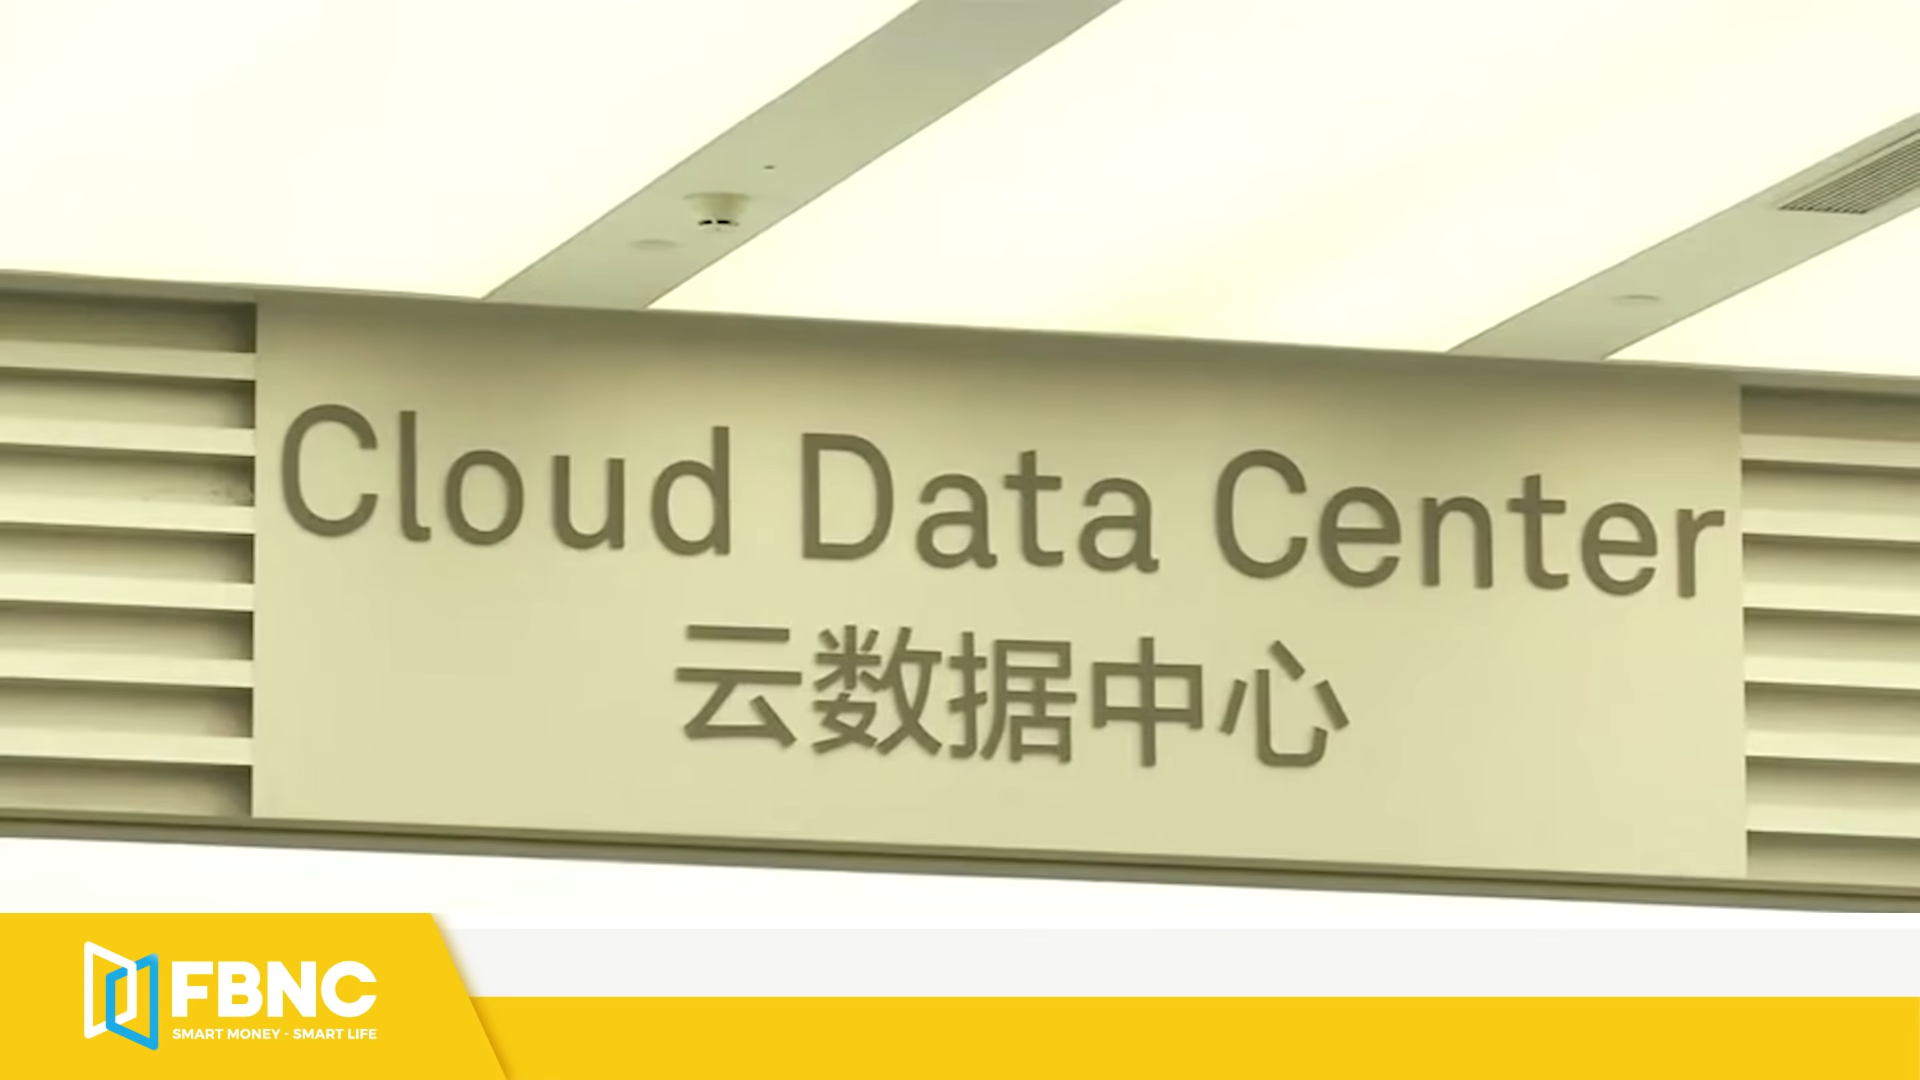 Cloud Data Center
云数据中心
FBNC
SMART MONEY - SMART LIFE